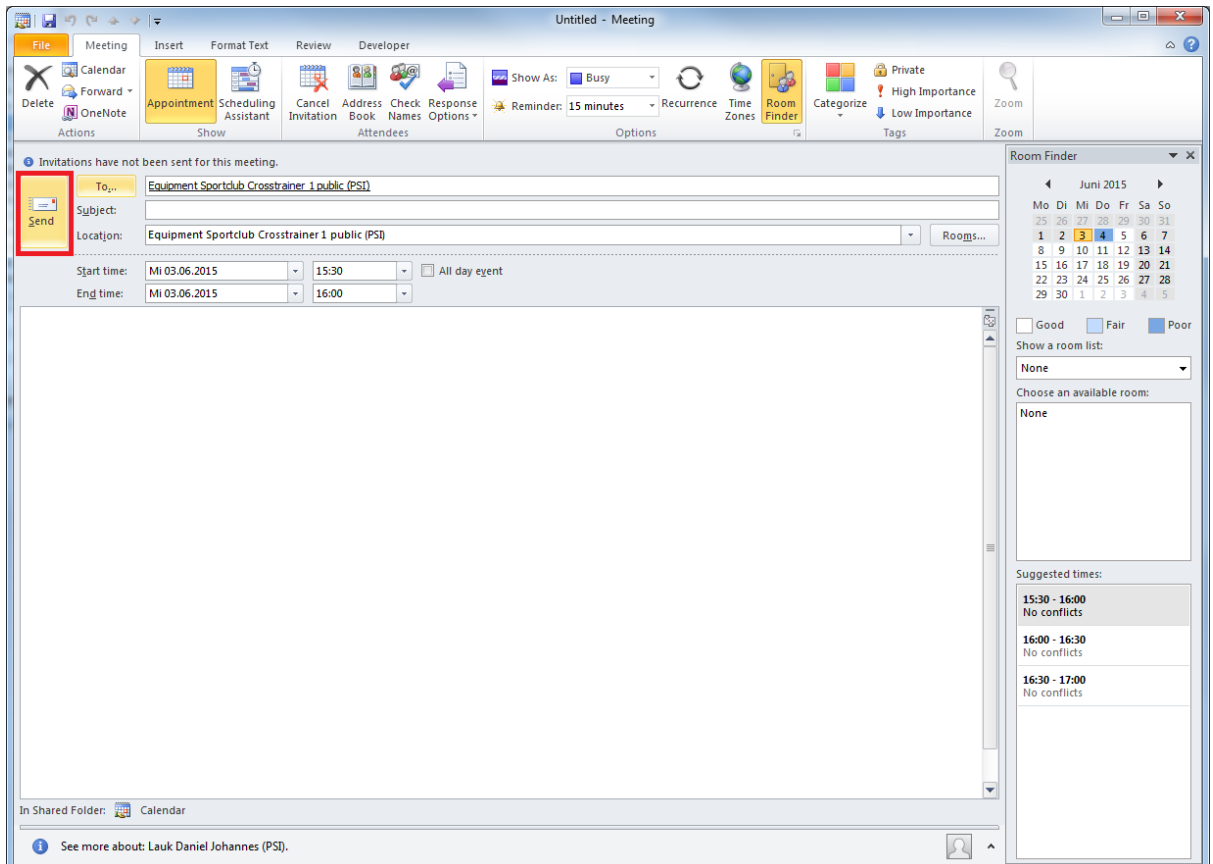 Untitled - Meeting
File Meeting Insert Format Text Review Developer
Delete
Calendar
Forward
OneNote
Actions
Appointment
Scheduling Assistant
Show
Cancel Invitation
Address Book
Check Names
Response Options
Attendees
Show As: Busy
Reminder: 15 minutes
Recurrence
Time Zones
Room Finder
Options
Categorize
Private
High Importance
Low Importance
Tags
Zoom
Zoom
Invitations have not been sent for this meeting.
Send
To... Equipment Sportclub Crosstrainer 1 public (PSI)
Subject:
Location: Equipment Sportclub Crosstrainer 1 public (PSI) Rooms...
Start time: Mi 03.06.2015 15:30 All day event
End time: Mi 03.06.2015 16:00
Room Finder
Juni 2015
Mo Di Mi Do Fr Sa So
25 26 27 28 29 30 31
1 2 3 4 5 6 7
8 9 10 11 12 13 14
15 16 17 18 19 20 21
22 23 24 25 26 27 28
29 30 1 2 3 4 5
Good Fair Poor
Show a room list:
None
Choose an available room:
None
Suggested times:
15:30 - 16:00
No conflicts
16:00 - 16:30
No conflicts
16:30 - 17:00
No conflicts
In Shared Folder: Calendar
See more about: Lauk Daniel Johannes (PSI).